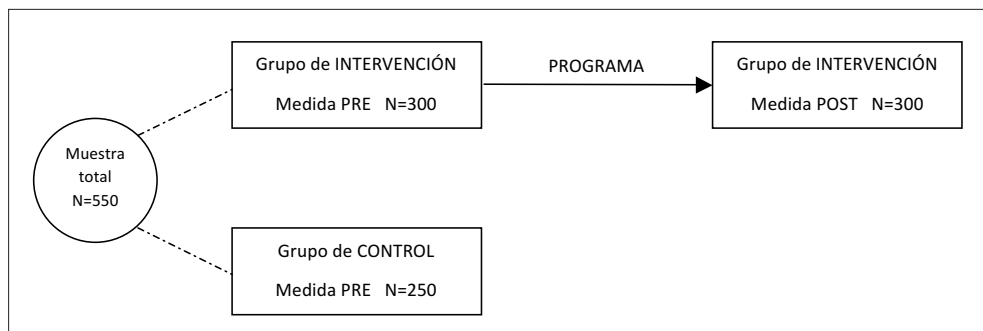 Grupo de INTERVENCIÓN
Medida PRE N=300
PROGRAMA
Grupo de INTERVENCIÓN
Medida POST N=300
Muestra
total
N=550
Grupo de CONTROL
Medida PRE N=250